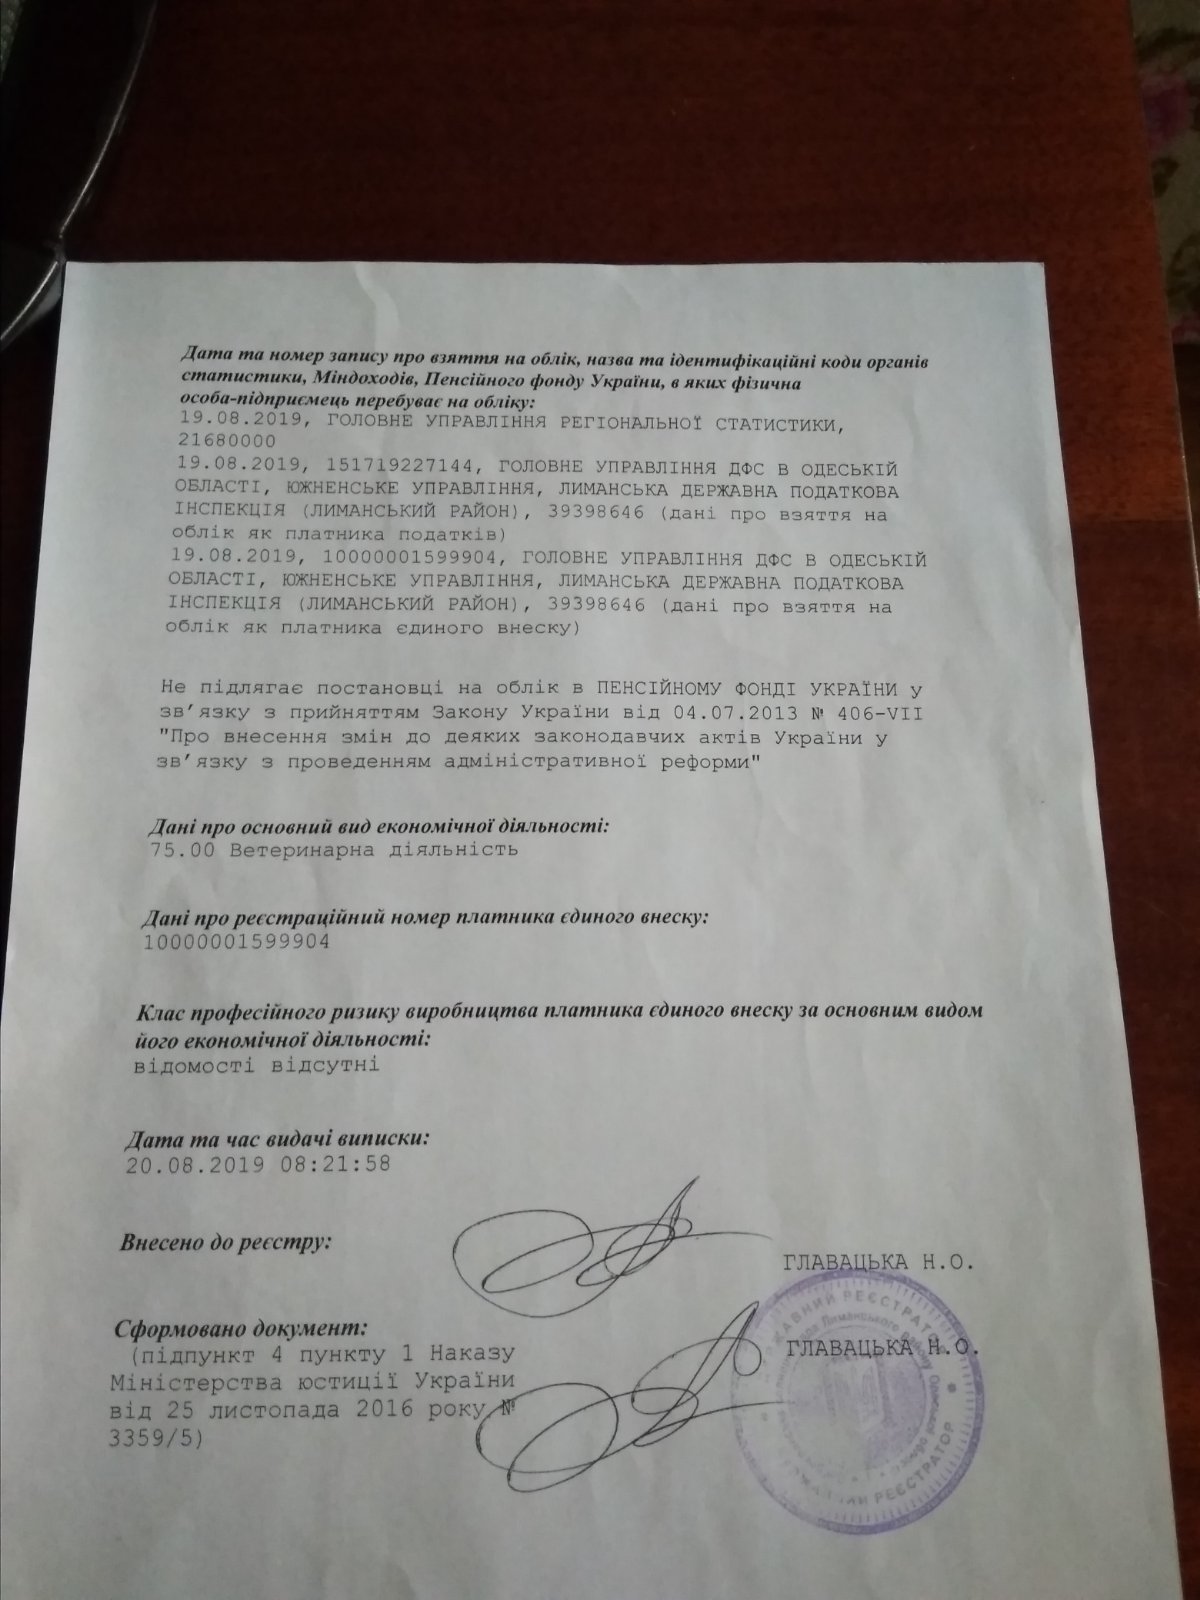 Дата та номер запису про взяття на облік, назва та ідентифікаційні коди органів
статистики, Міндоходів, Пенсійного фонду України, в яких фізична
особа-підприємець перебуває на обліку:
19.08.2019, ГОЛОВНЕ УПРАВЛІННЯ РЕГІОНАЛЬНОЇ СТАТИСТИКИ,
21680000
19.08.2019, 151719227144, ГОЛОВНЕ УПРАВЛІННЯ ДФС В ОДЕСЬКІЙ
ОБЛАСТІ, ЮЖНЕНСЬКЕ УПРАВЛІННЯ, ЛИМАНСЬКА ДЕРЖАВНА ПОДАТКОВА
ІНСПЕКЦІЯ (ЛИМАНСЬКИЙ РАЙОН), 39398646 (дані про взяття на
облік як платника податків)
19.08.2019, 10000001599904, ГОЛОВНЕ УПРАВЛІННЯ ДФС В ОДЕСЬКІЙ
ОБЛАСТІ, ЮЖНЕНСЬКЕ УПРАВЛІННЯ, ЛИМАНСЬКА ДЕРЖАВНА ПОДАТКОВА
ІНСПЕКЦІЯ (ЛИМАНСЬКИЙ РАЙОН), 39398646 (дані про взяття на
облік як платника єдиного внеску)
Не підлягає постановці на облік в ПЕНСІЙНОМУ ФОНДІ УКРАЇНИ у
зв’язку з прийняттям Закону України від 04.07.2013 № 406-VII
"Про внесення змін до деяких законодавчих актів України у
зв’язку з проведенням адміністративної реформи"
Дані про основний вид економічної діяльності:
75.00 Ветеринарна діяльність
Дані про реєстраційний номер платника єдиного внеску:
10000001599904
Клас професійного ризику виробництва платника єдиного внеску за основним видом
його економічної діяльності:
відомості відсутні
Дата та час видачі виписки:
20.08.2019 08:21:58
Внесено до реєстру:
ГЛАВАЦЬКА Н.О.
Сформовано документ:
ГЛАВАЦЬКА Н.О.
(підпункт 4 пункту 1 Наказу
Міністерства юстиції України
від 25 листопада 2016 року №
3359/5)
РЕЄСТРАТОР
Лиманського району
РЕЄСТРАТОР